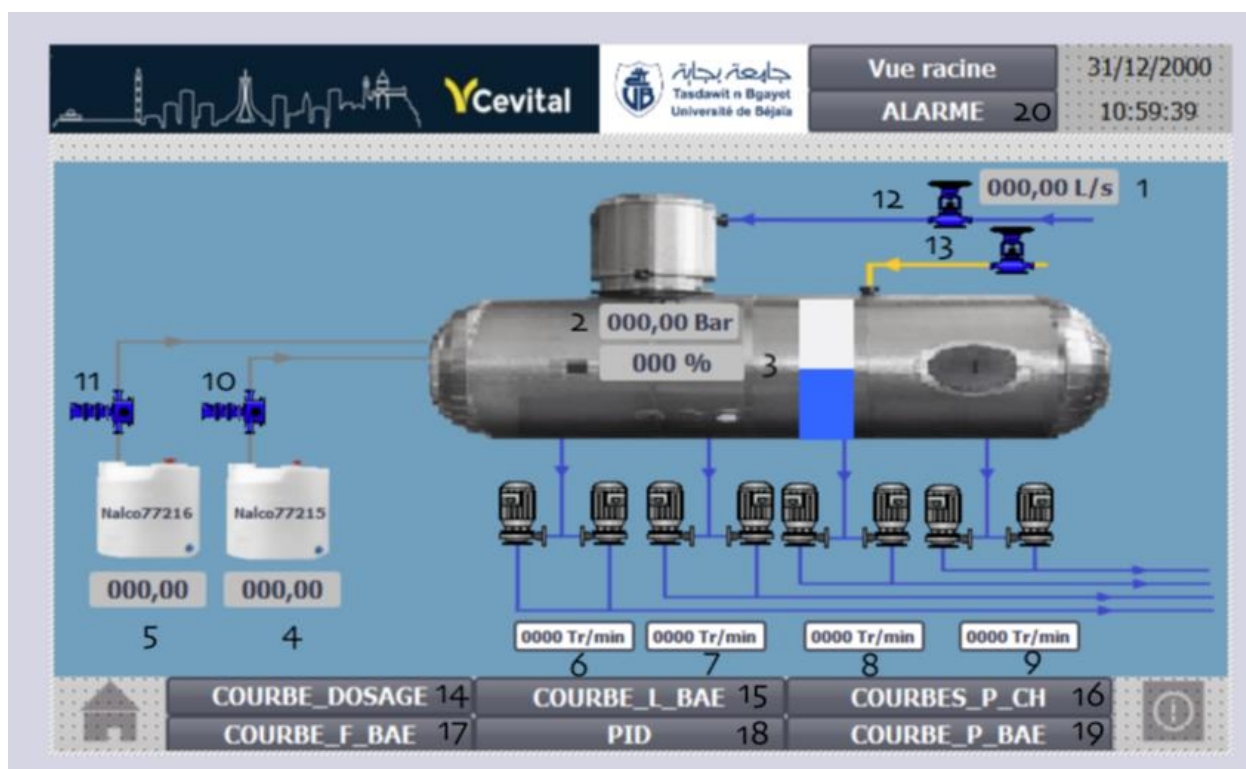 Cevital
جامعة بجاية
Tasdawit n Bgayet
Université de Béjaïa
Vue racine
ALARME 20
31/12/2000
10:59:39
12
000,00 L/s 1
13
2 000,00 Bar
000 % 3
11 10
Nalco77216 Nalco77215
000,00 000,00
5 4
0000 Tr/min 0000 Tr/min 0000 Tr/min 0000 Tr/min
6 7 8 9
COURBE_DOSAGE 14 COURBE_L_BAE 15 COURBES_P_CH 16
COURBE_F_BAE 17 PID 18 COURBE_P_BAE 19